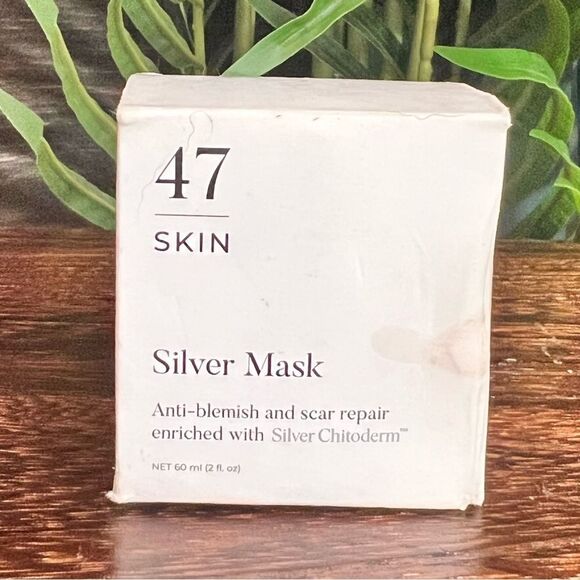 47
SKIN
Silver Mask
Anti-blemish and scar repair
enriched with Silver Chitoderm™
NET 60 ml (2 fl. oz)